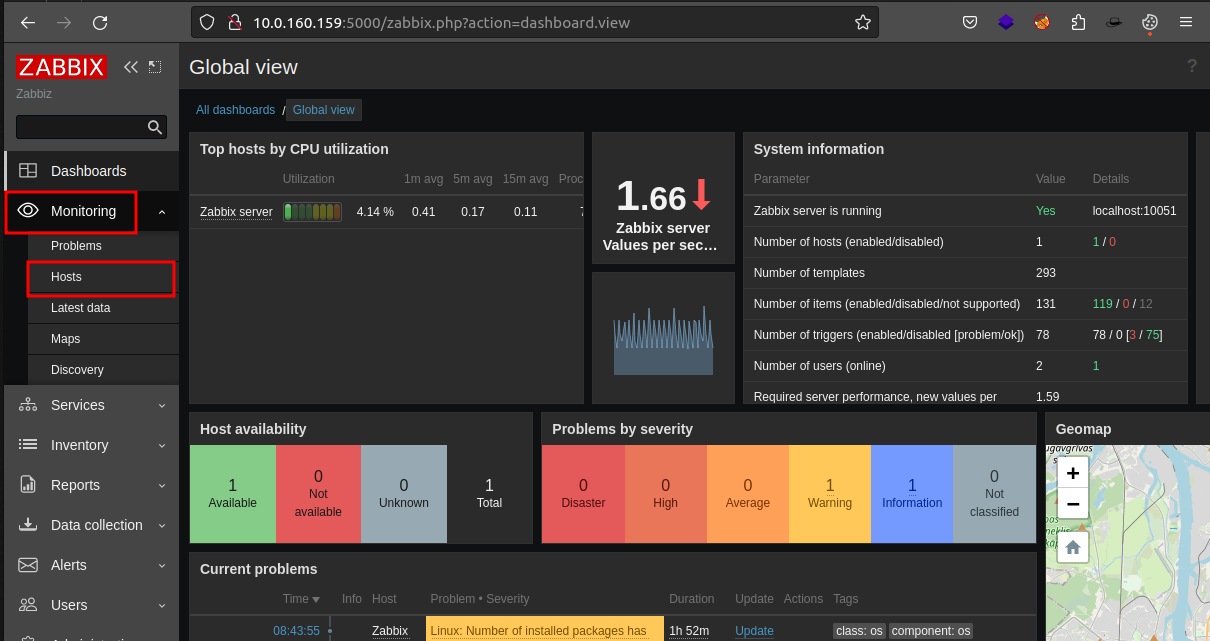 10.0.160.159:5000/zabbix.php?action=dashboard.view
ZABBIX
Zabbiz
Dashboards
Monitoring
Problems
Hosts
Latest data
Maps
Discovery
Services
Inventory
Reports
Data collection
Alerts
Users
Global view
?
All dashboards / Global view
Top hosts by CPU utilization
Utilization 1m avg 5m avg 15m avg Proc
Zabbix server 4.14 % 0.41 0.17 0.11
1.66
Zabbix server
Values per sec...
System information
Parameter Value Details
Zabbix server is running Yes localhost:10051
Number of hosts (enabled/disabled) 1 1 / 0
Number of templates 293
Number of items (enabled/disabled/not supported) 131 119 / 0 / 12
Number of triggers (enabled/disabled [problem/ok]) 78 78 / 0 [3 / 75]
Number of users (online) 2 1
Required server performance, new values per 1.59
Host availability
1 Available
0 Not available
0 Unknown
1 Total
Problems by severity
0 Disaster
0 High
0 Average
1 Warning
1 Information
0 Not classified
Geomap
+
−
Current problems
Time Info Host Problem • Severity Duration Update Actions Tags
08:43:55 Zabbix Linux: Number of installed packages has 1h 52m Update class: os component: os